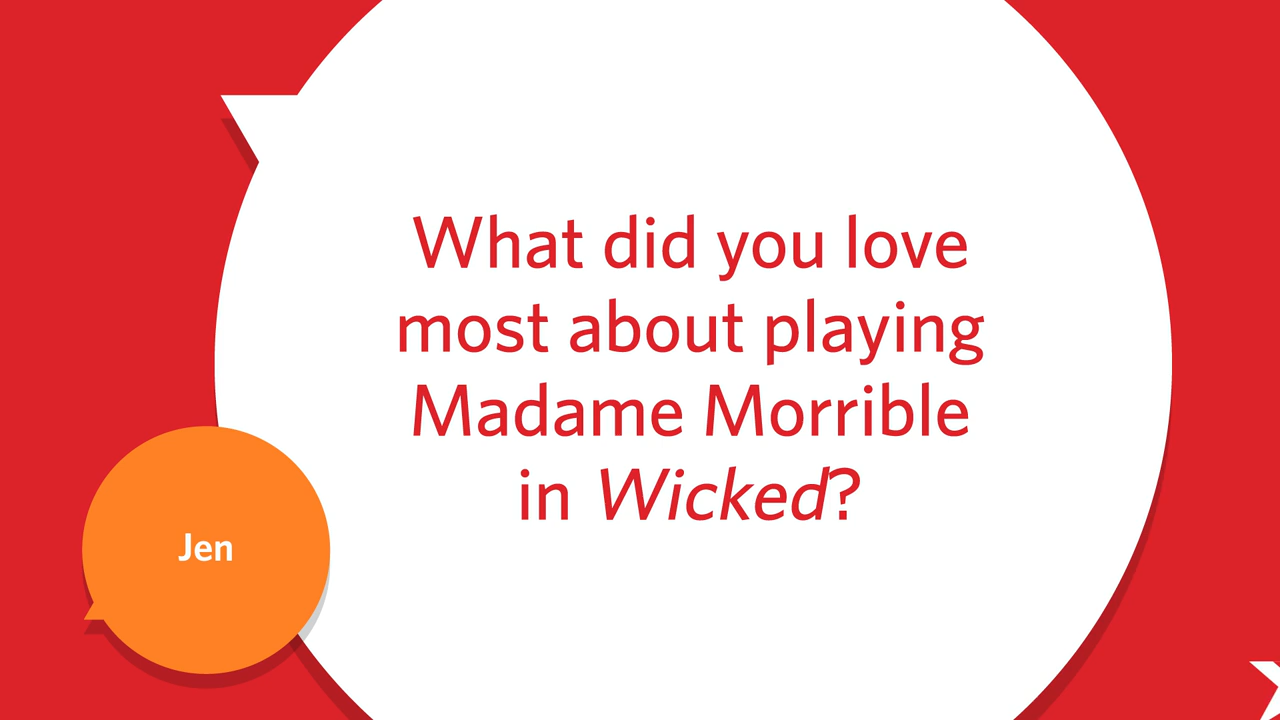 What did you love
most about playing
Madame Morrible
in Wicked?
Jen